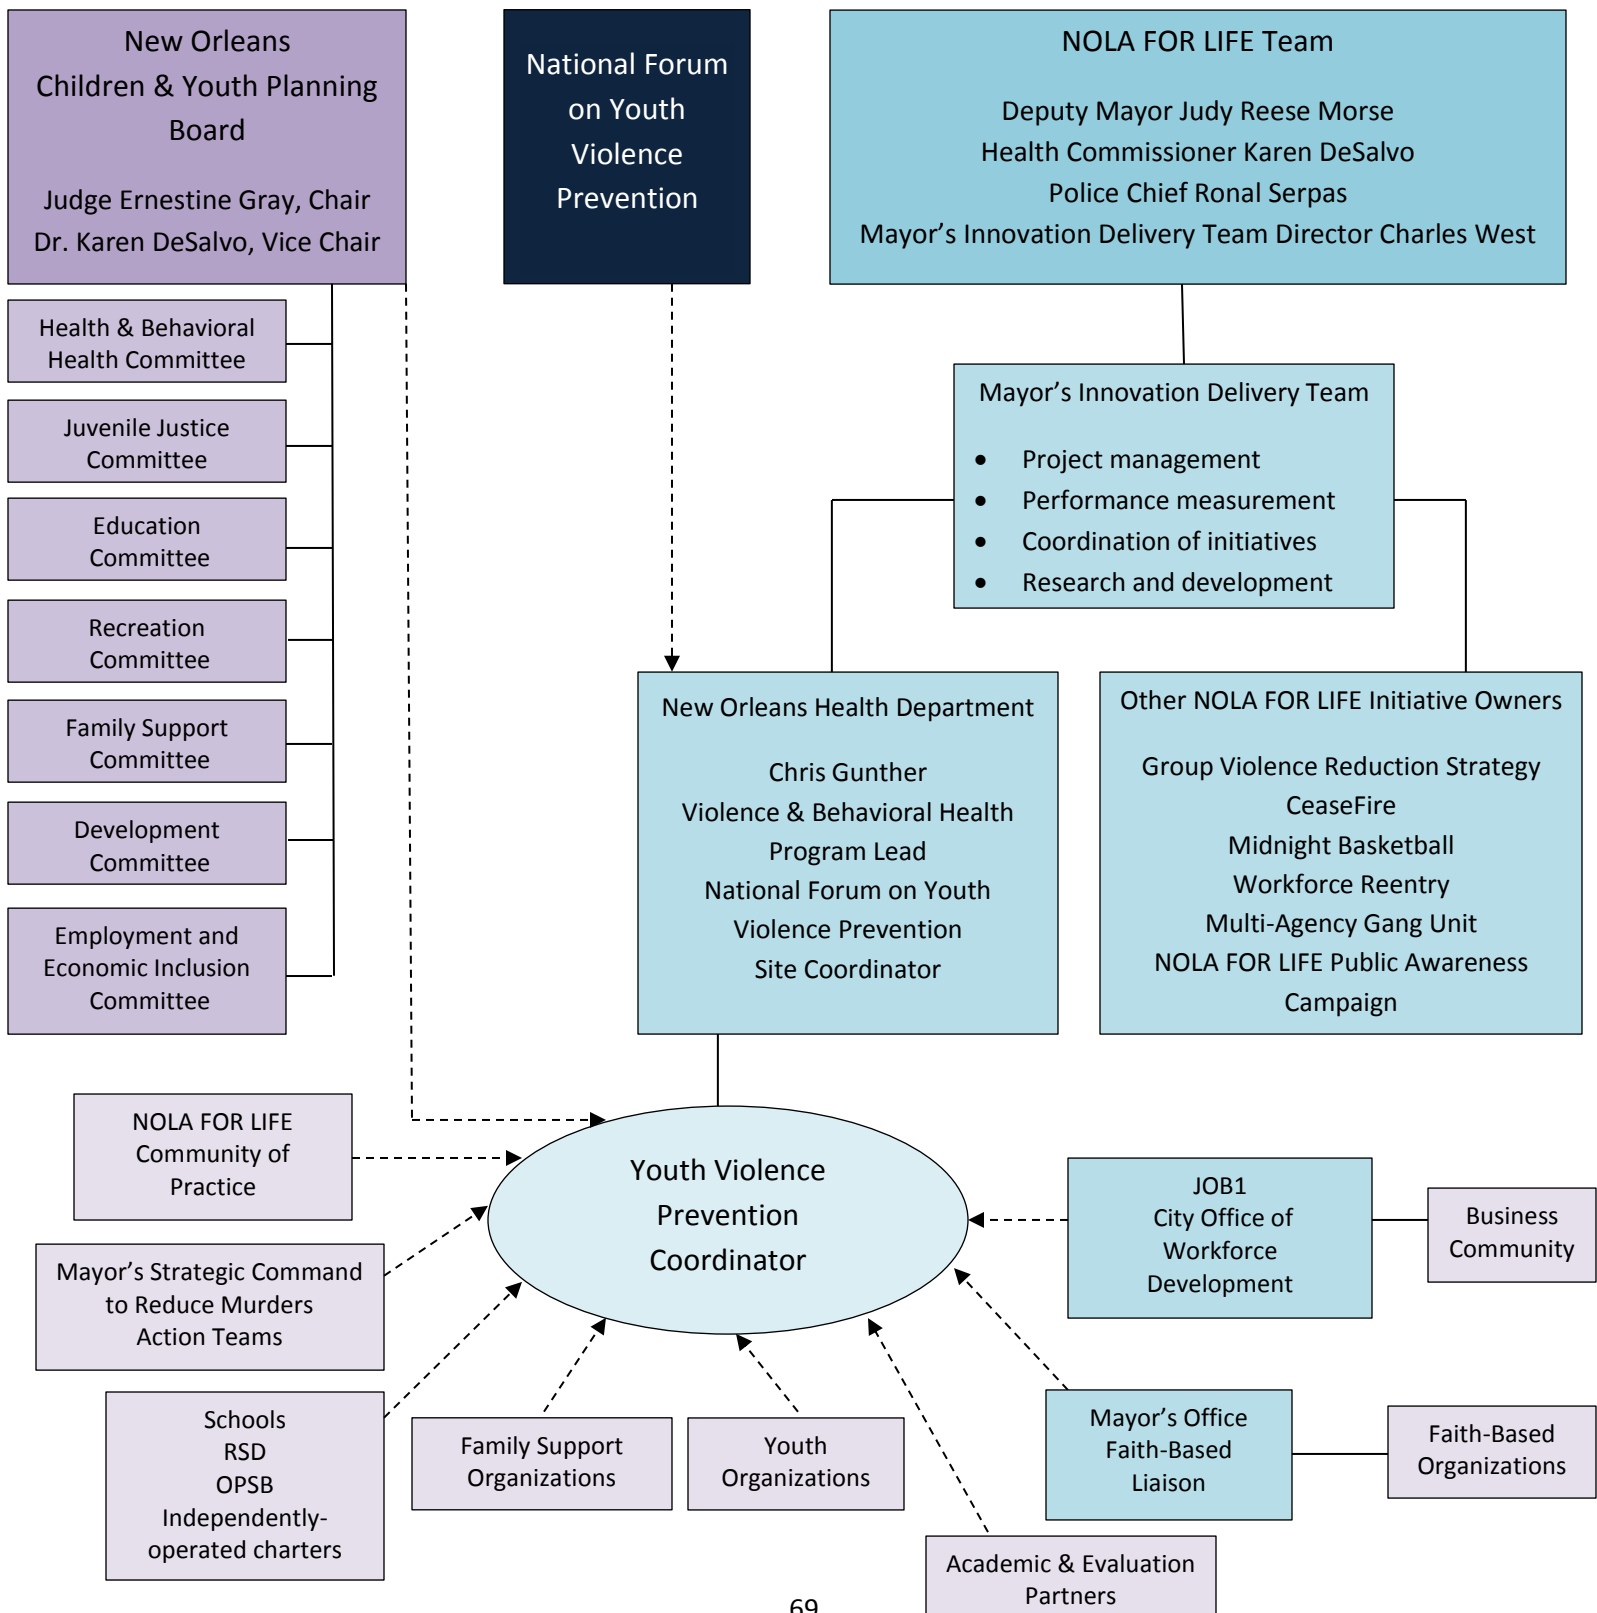 New Orleans
Children & Youth Planning
Board
Judge Ernestine Gray, Chair
Dr. Karen DeSalvo, Vice Chair
National Forum
on Youth
Violence
Prevention
NOLA FOR LIFE Team
Deputy Mayor Judy Reese Morse
Health Commissioner Karen DeSalvo
Police Chief Ronal Serpas
Mayor’s Innovation Delivery Team Director Charles West
Health & Behavioral
Health Committee
Juvenile Justice
Committee
Education
Committee
Recreation
Committee
Family Support
Committee
Development
Committee
Employment and
Economic Inclusion
Committee
Mayor’s Innovation Delivery Team
• Project management
• Performance measurement
• Coordination of initiatives
• Research and development
New Orleans Health Department
Chris Gunther
Violence & Behavioral Health
Program Lead
National Forum on Youth
Violence Prevention
Site Coordinator
Other NOLA FOR LIFE Initiative Owners
Group Violence Reduction Strategy
CeaseFire
Midnight Basketball
Workforce Reentry
Multi-Agency Gang Unit
NOLA FOR LIFE Public Awareness
Campaign
NOLA FOR LIFE
Community of
Practice
Youth Violence
Prevention
Coordinator
JOB1
City Office of
Workforce
Development
Business
Community
Mayor’s Strategic Command
to Reduce Murders
Action Teams
Schools
RSD
OPSB
Independently-
operated charters
Family Support
Organizations
Youth
Organizations
Mayor’s Office
Faith-Based
Liaison
Faith-Based
Organizations
Academic & Evaluation
Partners
69